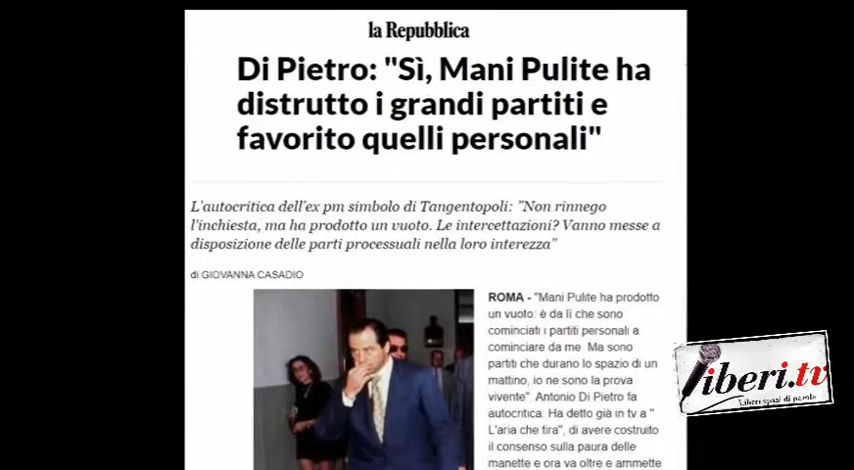 la Repubblica
Di Pietro: "Sì, Mani Pulite ha
distrutto i grandi partiti e
favorito quelli personali"
L'autocritica dell'ex pm simbolo di Tangentopoli: "Non rinnego
l'inchiesta, ma ha prodotto un vuoto. Le intercettazioni? Vanno messe a
disposizione delle parti processuali nella loro interezza"
di GIOVANNA CASADIO
ROMA - "Mani Pulite ha prodotto
un vuoto: è da lì che sono
cominciati i partiti personali a
cominciare da me Ma sono
partiti che durano lo spazio di un
mattino, io ne sono la prova
vivente" Antonio Di Pietro fa
autocritica. Ha detto già in tv a "
L'aria che tira", di avere costruito
il consenso sulla paura delle
manette e ora va oltre e ammette
liberi.tv
Liberi spazi di parola